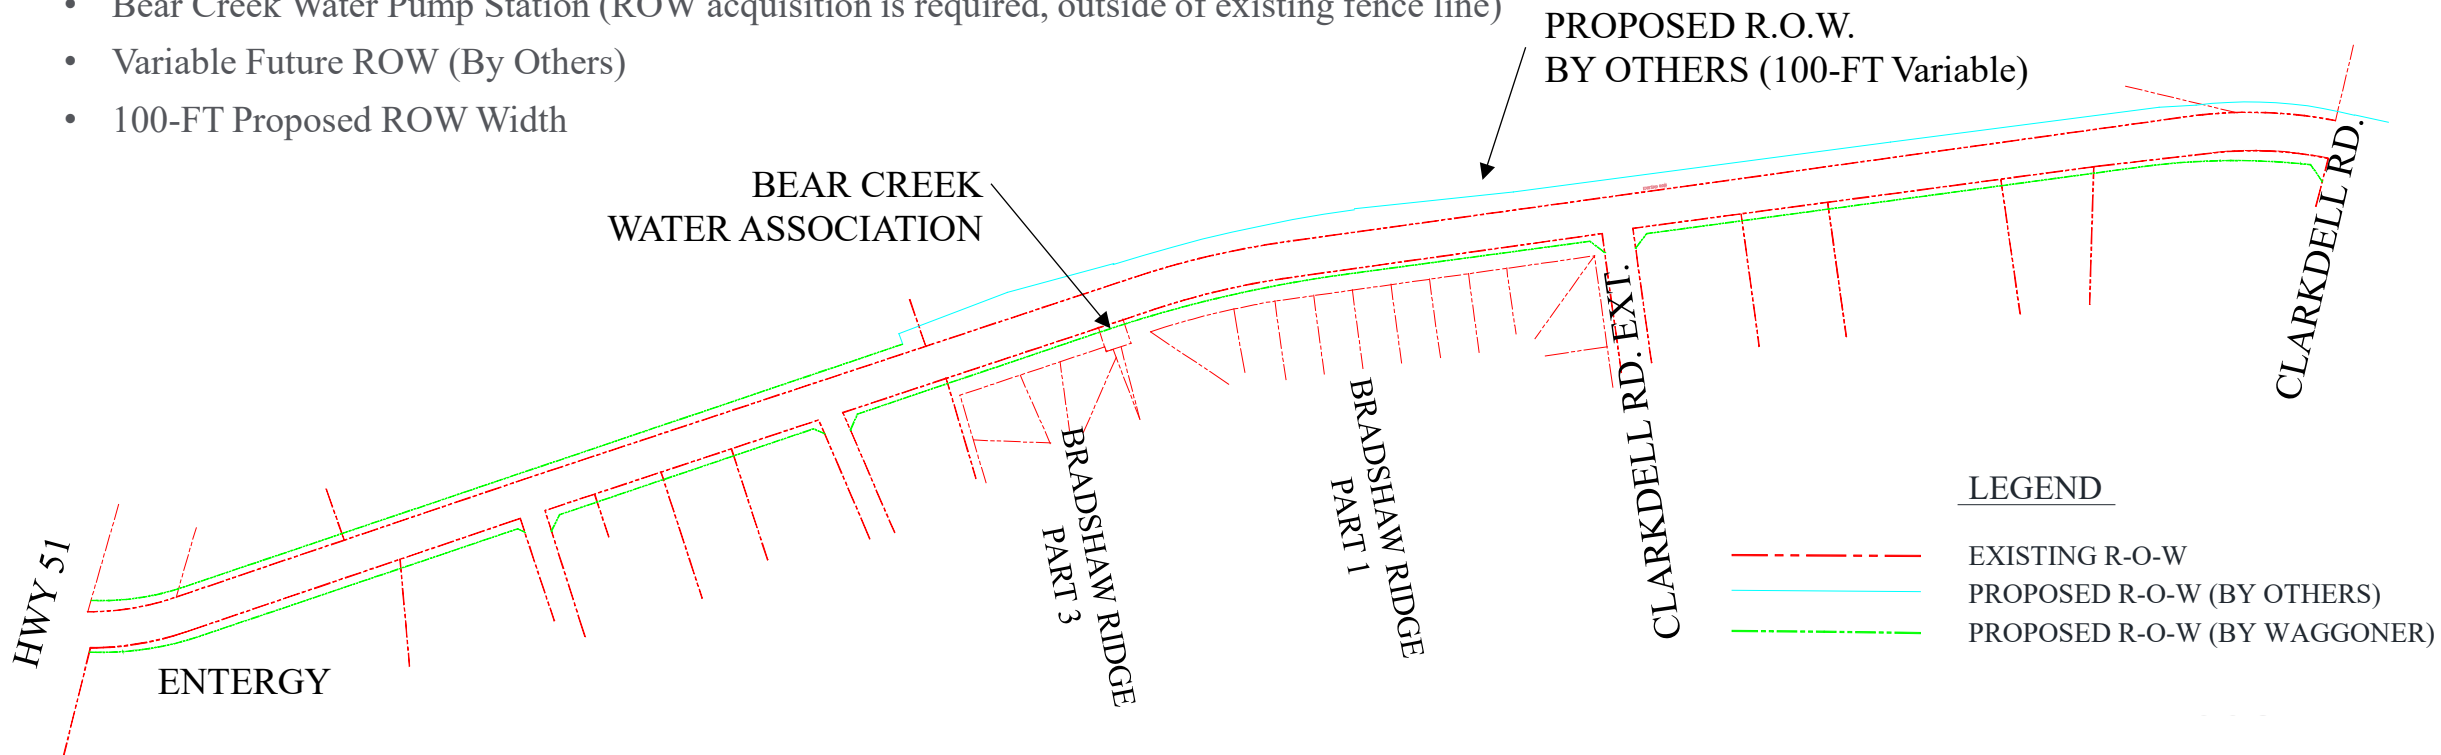 • Bear Creek Water Pump Station (ROW acquisition is required, outside of existing fence line)
• Variable Future ROW (By Others)
• 100-FT Proposed ROW Width
PROPOSED R.O.W.
BY OTHERS (100-FT Variable)
BEAR CREEK
WATER ASSOCIATION
CLARKDELL RD.
CLARKDELL RD. EXT.
BRADSHAW RIDGE
PART 1
BRADSHAW RIDGE
PART 3
HWY 51
ENTERGY
LEGEND
EXISTING R-O-W
PROPOSED R-O-W (BY OTHERS)
PROPOSED R-O-W (BY WAGGONER)